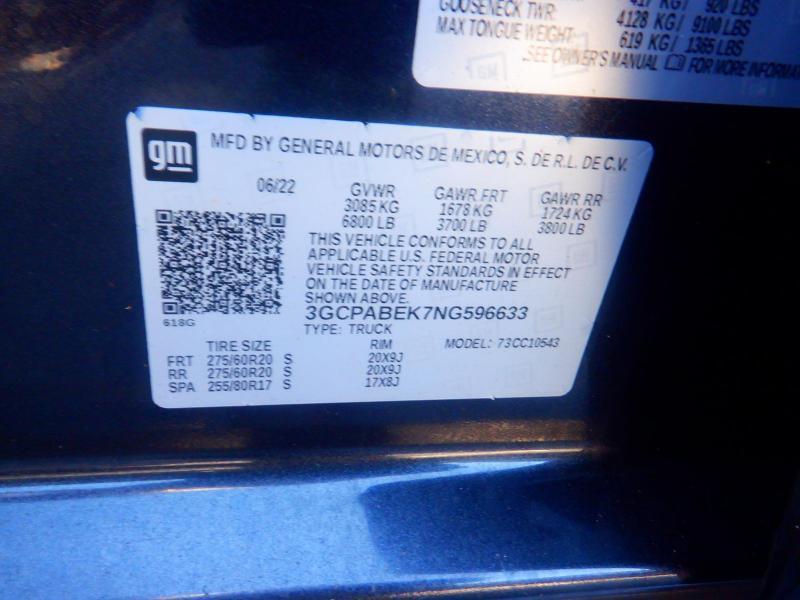 417 KG/ 920 LBS
GOOSENECK TWR: 4128 KG/ 9100 LBS
MAX TONGUE WEIGHT: 619 KG/ 1365 LBS
SEE OWNER'S MANUAL FOR MORE INFORMA
gm
MFD BY GENERAL MOTORS DE MEXICO, S. DE R.L. DE C.V.
06/22 GVWR GAWR FRT GAWR RR
3085 KG 1678 KG 1724 KG
6800 LB 3700 LB 3800 LB
THIS VEHICLE CONFORMS TO ALL
APPLICABLE U.S. FEDERAL MOTOR
VEHICLE SAFETY STANDARDS IN EFFECT
ON THE DATE OF MANUFACTURE
SHOWN ABOVE.
618G
3GCPABEK7NG596633
TYPE: TRUCK
TIRE SIZE RIM MODEL: 73CC10543
FRT 275/60R20 S 20X9J
RR 275/60R20 S 20X9J
SPA 255/80R17 S 17X8J